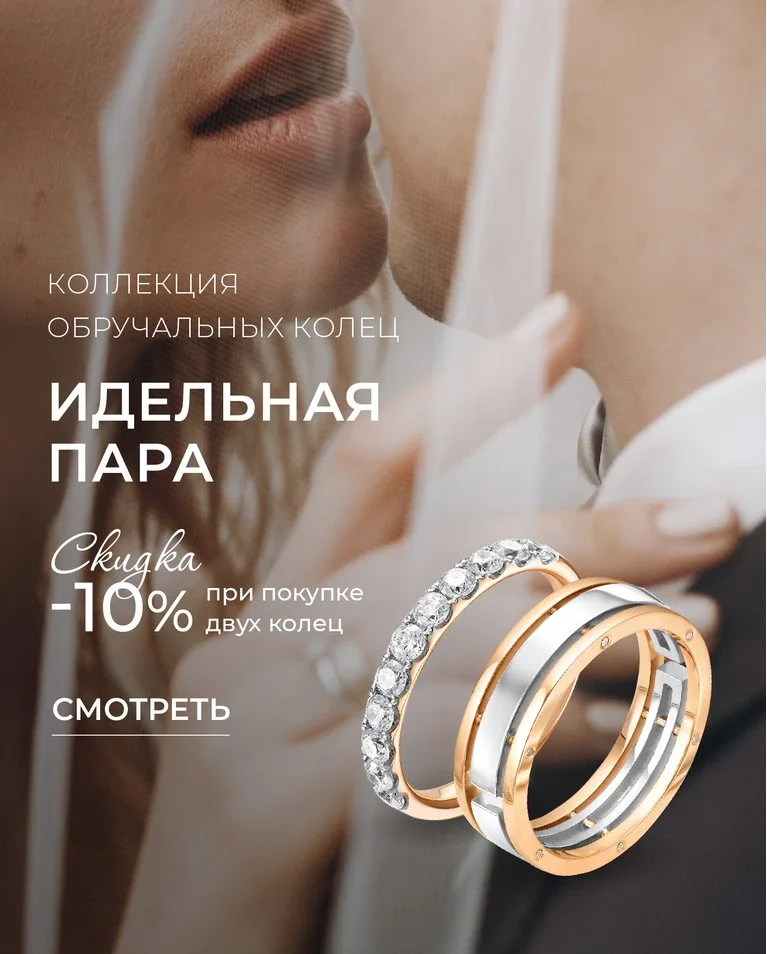 КОЛЛЕКЦИЯ
ОБРУЧАЛЬНЫХ КОЛЕЦ
ИДЕЛЬНАЯ
ПАРА
Скидка
-10% при покупке
двух колец
СМОТРЕТЬ